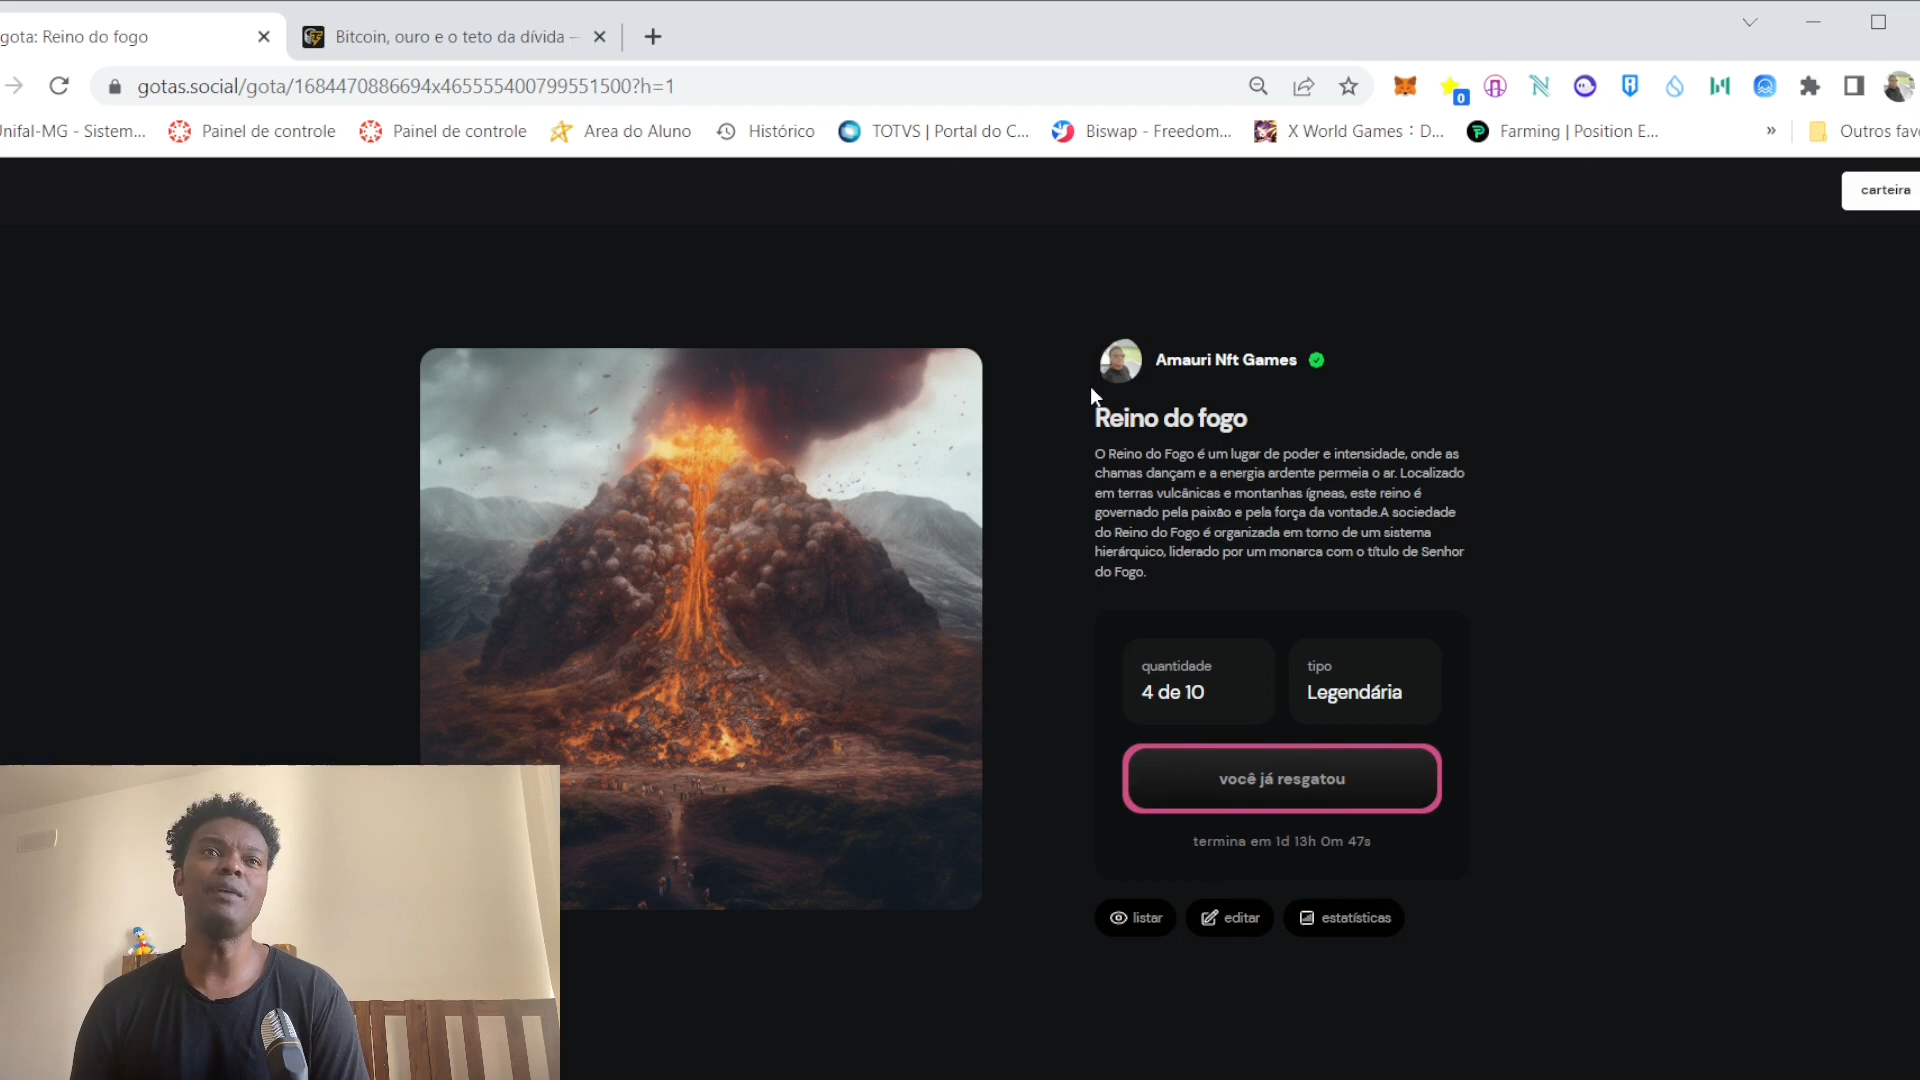 gota: Reino do fogo
Bitcoin, ouro e o teto da dívida –
gotas.social/gota/1684470886694x465555400799551500?h=1
0
Unifal-MG - Sistem...
Painel de controle
Painel de controle
Area do Aluno
Histórico
TOTVS | Portal do C...
Biswap - Freedom...
X World Games : D...
Farming | Position E...
»
Outros favo
carteira
Amauri Nft Games
Reino do fogo
O Reino do Fogo é um lugar de poder e intensidade, onde as
chamas dançam e a energia ardente permeia o ar. Localizado
em terras vulcânicas e montanhas ígneas, este reino é
governado pela paixão e pela força da vontade.A sociedade
do Reino do Fogo é organizada em torno de um sistema
hierárquico, liderado por um monarca com o título de Senhor
do Fogo.
quantidade
4 de 10
tipo
Legendária
você já resgatou
termina em 1d 13h 0m 47s
listar
editar
estatísticas